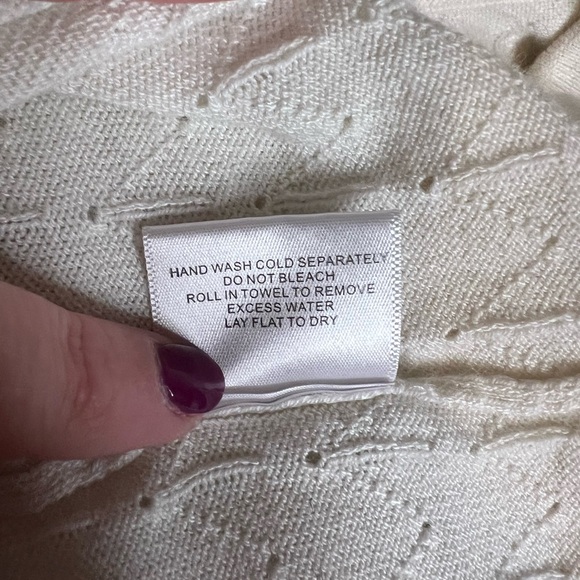 HAND WASH COLD SEPARATELY
DO NOT BLEACH
ROLL IN TOWEL TO REMOVE
EXCESS WATER
LAY FLAT TO DRY